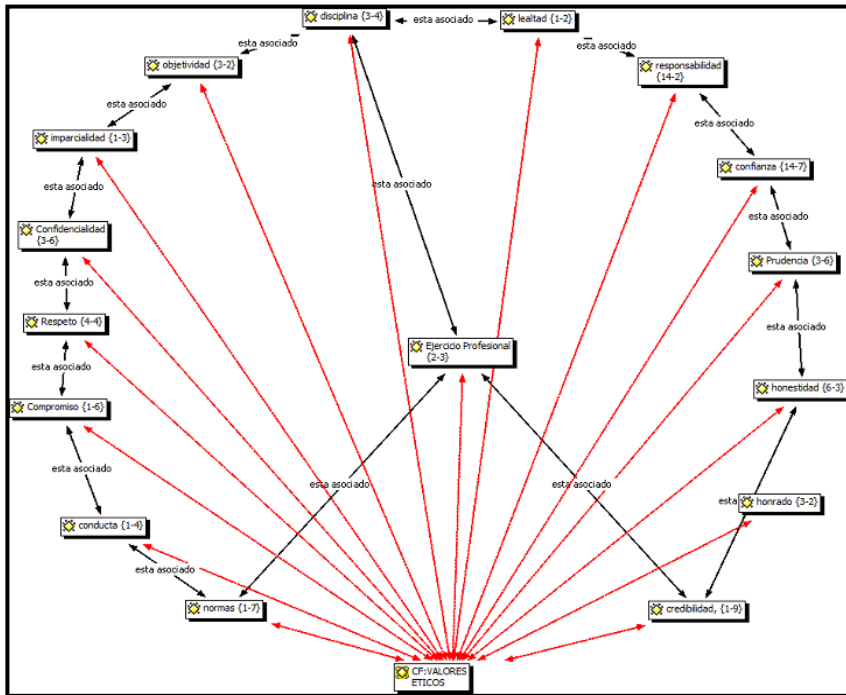 disciplina {3-4}
esta asociado
lealtad {1-2}
esta asociado
esta asociado
objetividad {3-2}
responsabilidad
{14-2}
esta asociado
esta asociado
imparcialidad {1-3}
confianza {14-7}
esta asociado
esta asociado
esta asociado
Confidencialidad
{3-6}
Prudencia {3-6}
esta asociado
Respeto {4-4}
esta asociado
Ejercicio Profesional
{2-3}
esta asociado
honestidad {6-3}
Compromiso {1-6}
esta asociado
esta asociado
esta
honrado {3-2}
conducta {1-4}
esta asociado
esta asociado
normas {1-7}
credibilidad, {1-9}
CF:VALORES
ETICOS